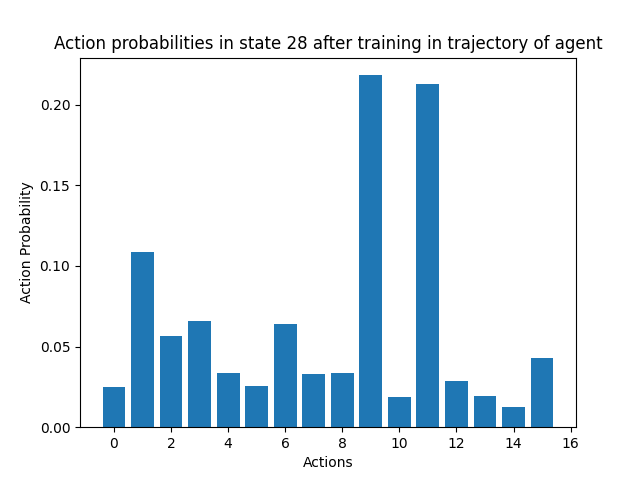 Action probabilities in state 28 after training in trajectory of agent
Action Probability
0.20
0.15
0.10
0.05
0.00
0 2 4 6 8 10 12 14 16
Actions